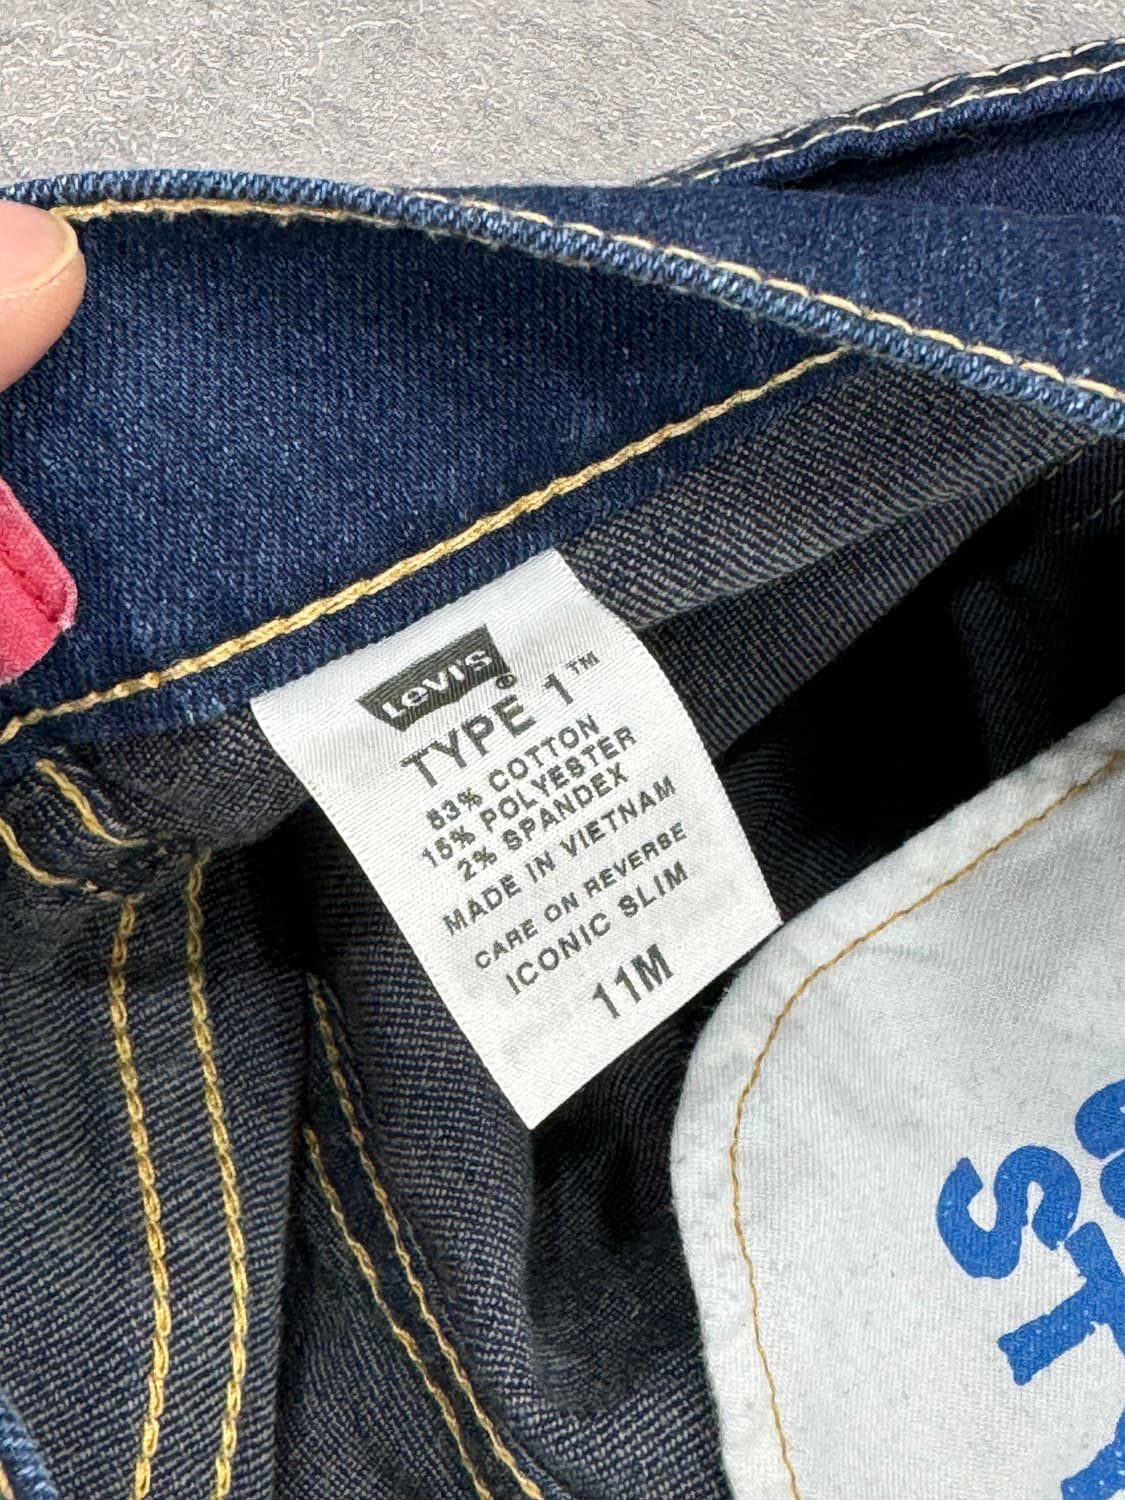 Levi's®
TYPE 1™
83% COTTON
15% POLYESTER
2% SPANDEX
MADE IN VIETNAM
CARE ON REVERSE
ICONIC SLIM
11M